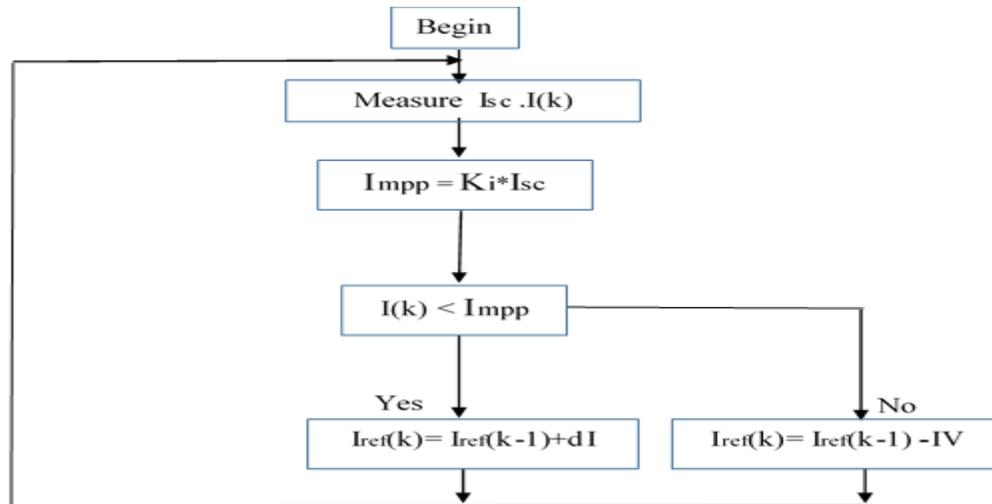 Begin
Measure Isc .I(k)
Impp = Ki*Isc
I(k) < Impp
Yes
No
Iref(k)= Iref(k-1)+dI
Iref(k)= Iref(k-1) -IV